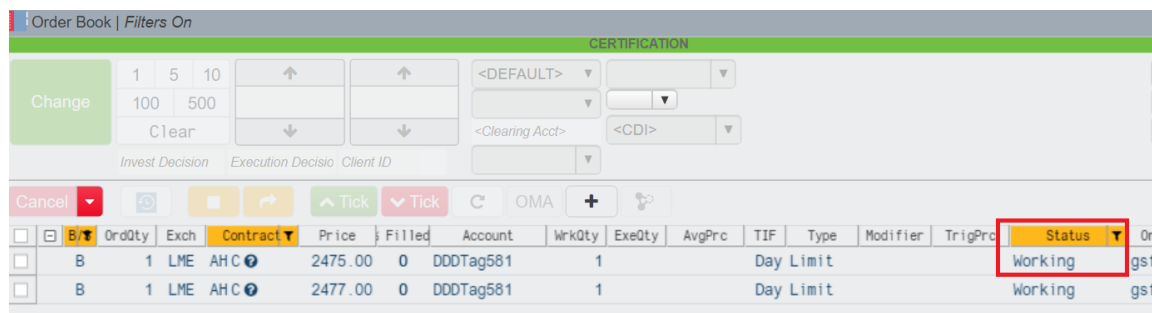 Order Book | Filters On
CERTIFICATION
1 5 10 <DEFAULT>
Change 100 500
Clear <Clearing Acct> <CDI>
Invest Decision Execution Decisio Client ID
Cancel Tick Tick OMA
OrdQty Exch Contract Price Filled Account WrkQty ExeQty AvgPrc TIF Type Modifier TrigPrc Status
B 1 LME AH C 2475.00 0 DDDTag581 1 Day Limit Working
B 1 LME AH C 2477.00 0 DDDTag581 1 Day Limit Working